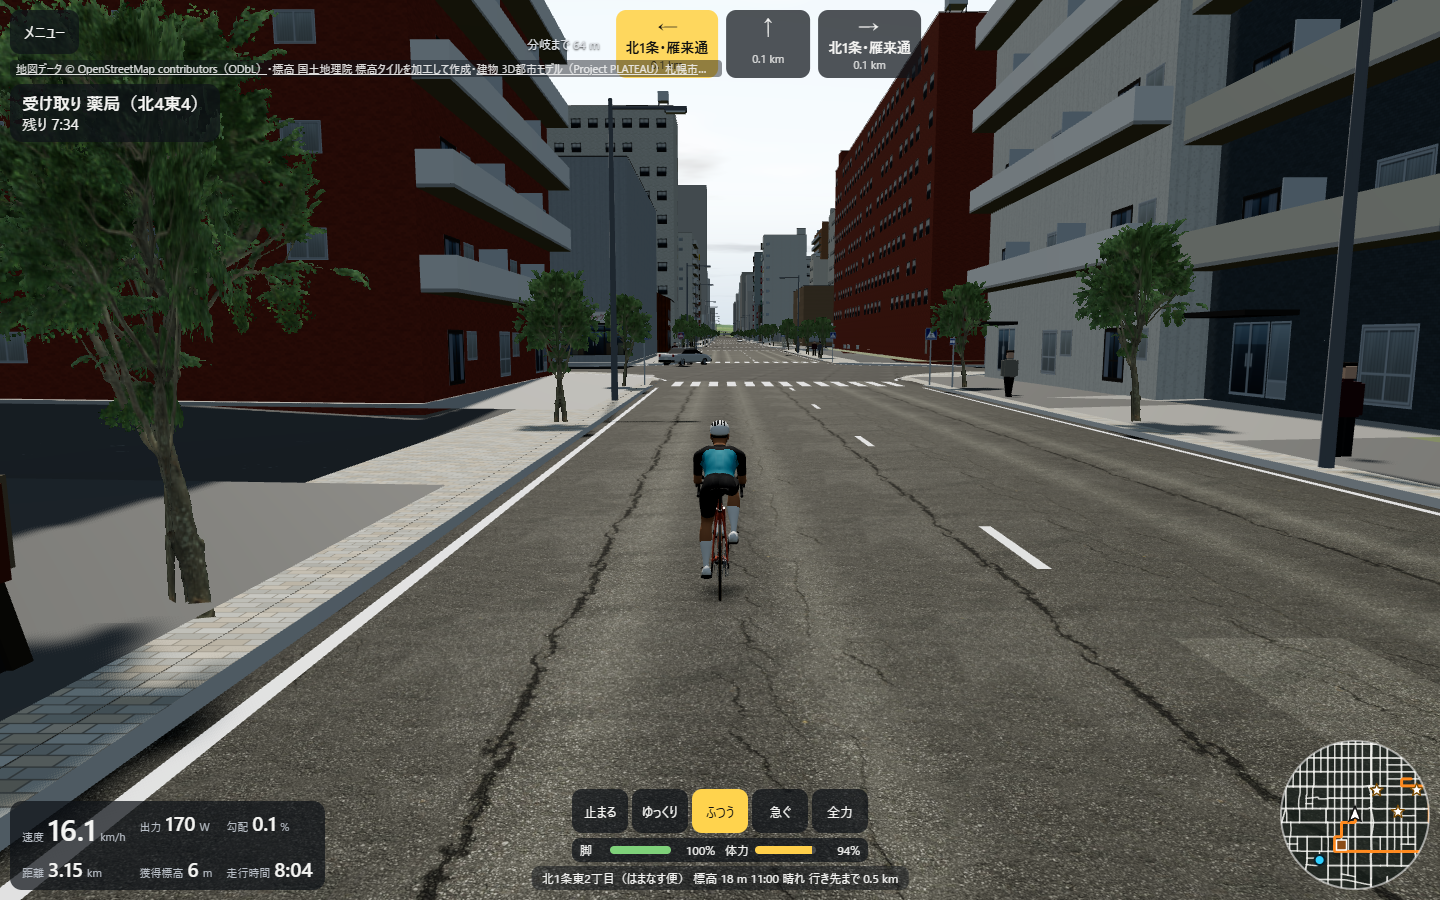 メニュー
分岐まで 64 m
←
北1条・雁来通
↑
0.1 km
→
北1条・雁来通
0.1 km
地図データ © OpenStreetMap contributors（ODbL）・標高 国土地理院 標高タイルを加工して作成・建物 3D都市モデル（Project PLATEAU）札幌市…
受け取り 薬局（北4東4）
残り 7:34
速度 16.1 km/h 出力 170 W 勾配 0.1 %
距離 3.15 km 獲得標高 6 m 走行時間 8:04
止まる ゆっくり ふつう 急ぐ 全力
脚 100% 体力 94%
北1条東2丁目（はまなす便） 標高 18 m 11:00 晴れ 行き先まで 0.5 km